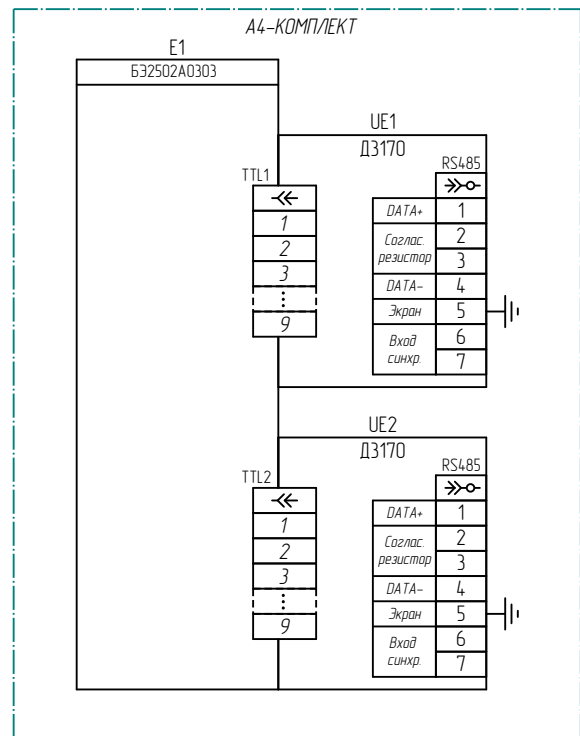 А4-КОМПЛЕКТ
E1
БЭ2502А0303
UE1
Д3170
RS485
TTL1
1
2
3
⋮
9
DATA+ 1
Соглас. 2
резистор 3
DATA- 4
Экран 5
Вход 6
синхр. 7
UE2
Д3170
RS485
TTL2
1
2
3
⋮
9
DATA+ 1
Соглас. 2
резистор 3
DATA- 4
Экран 5
Вход 6
синхр. 7